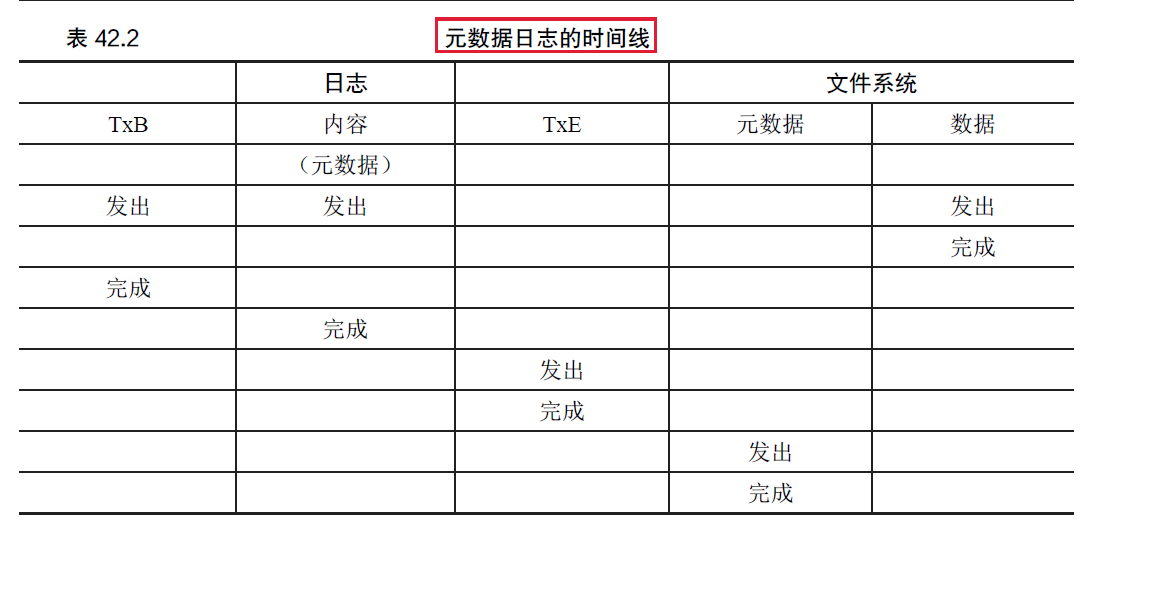 表 42.2 元数据日志的时间线
日志 文件系统
TxB 内容 TxE 元数据 数据
（元数据）
发出 发出 发出
完成
完成
完成
发出
完成
发出
完成